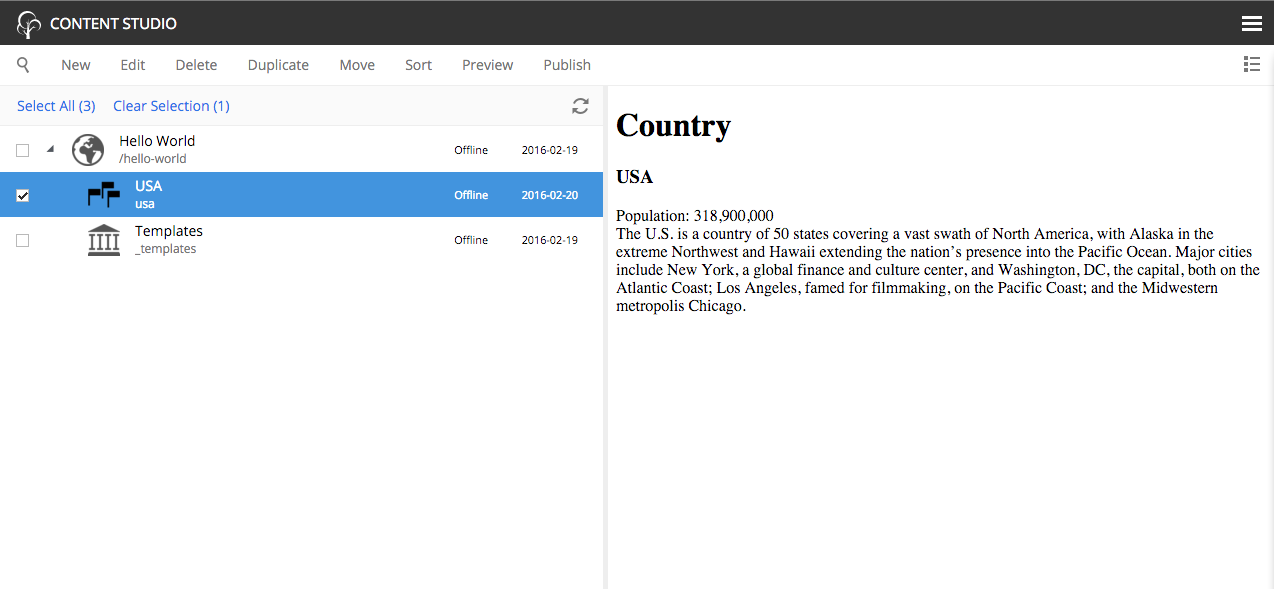 CONTENT STUDIO
New Edit Delete Duplicate Move Sort Preview Publish
Select All (3) Clear Selection (1)
Hello World
/hello-world
Offline 2016-02-19
USA
usa
Offline 2016-02-20
Templates
_templates
Offline 2016-02-19
Country
USA
Population: 318,900,000
The U.S. is a country of 50 states covering a vast swath of North America, with Alaska in the
extreme Northwest and Hawaii extending the nation’s presence into the Pacific Ocean. Major cities
include New York, a global finance and culture center, and Washington, DC, the capital, both on the
Atlantic Coast; Los Angeles, famed for filmmaking, on the Pacific Coast; and the Midwestern
metropolis Chicago.